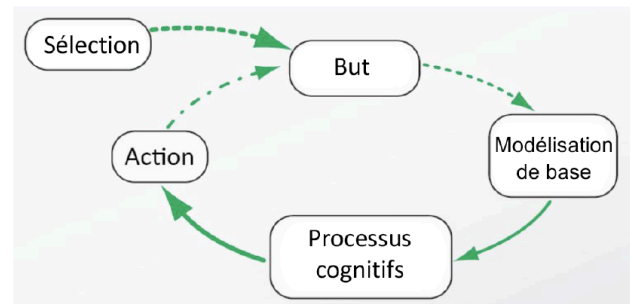 Sélection
But
Modélisation
de base
Processus
cognitifs
Action